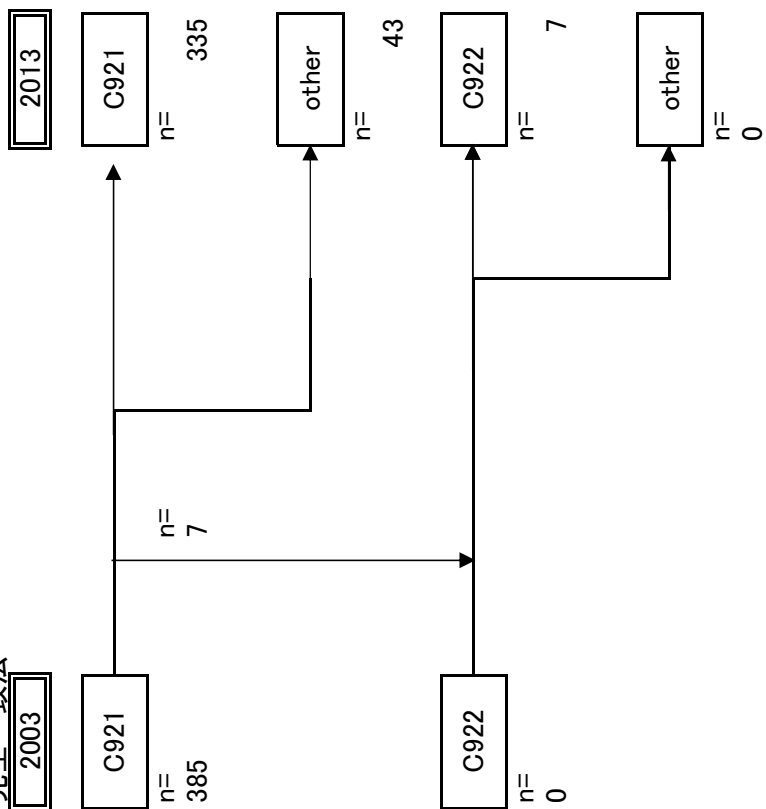 2003 2013
C921 C921
n= n= n=
385 7 335
other
n=
43
C922 C922
n= n=
0 7
other
n=
0